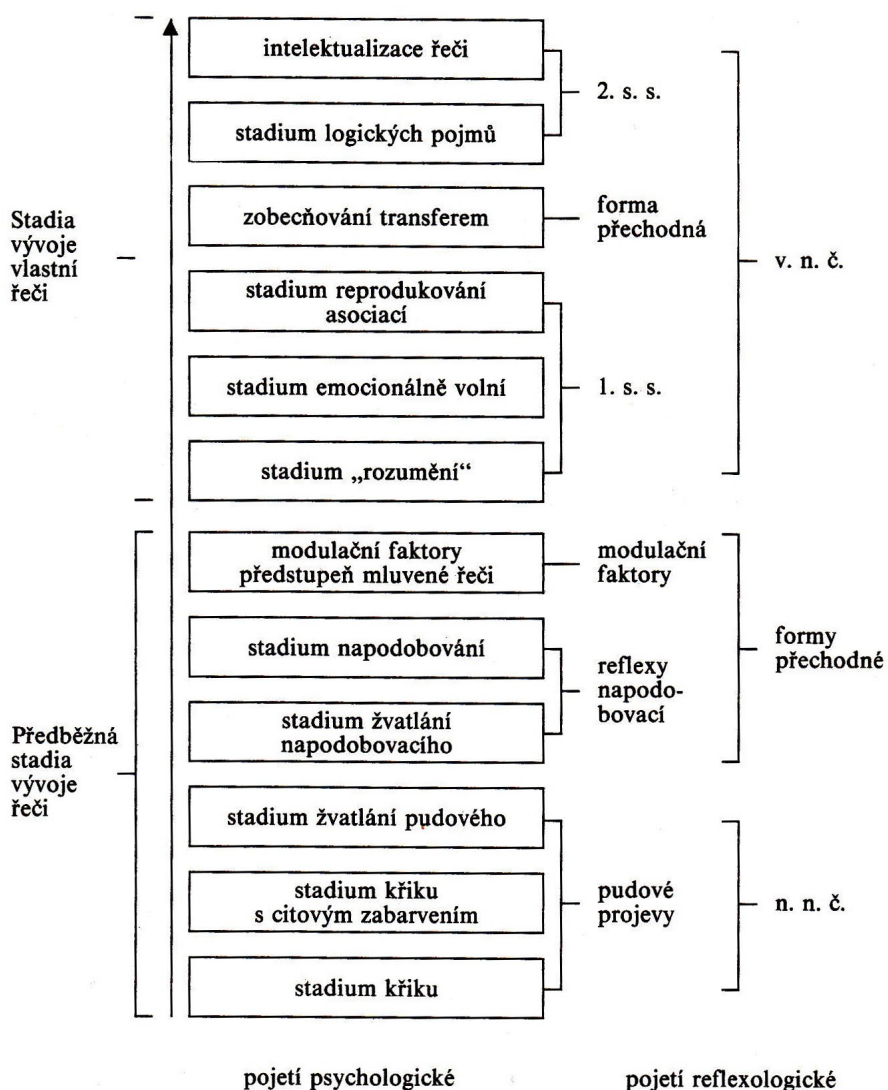 intelektualizace řeči
2. s. s.
stadium logických pojmů
Stadia
vývoje
vlastní
řeči
zobecňování transferem
forma
přechodná
v. n. č.
stadium reprodukování
asociací
stadium emocionálně volní
1. s. s.
stadium „rozumění“
modulační faktory
předstupeň mluvené řeči
modulační
faktory
stadium napodobování
reflexy
napodo-
bovací
formy
přechodné
stadium žvatlání
napodobovacího
Předběžná
stadia
vývoje
řeči
stadium žvatlání pudového
stadium křiku
s citovým zabarvením
pudové
projevy
n. n. č.
stadium křiku
pojetí psychologické
pojetí reflexologické